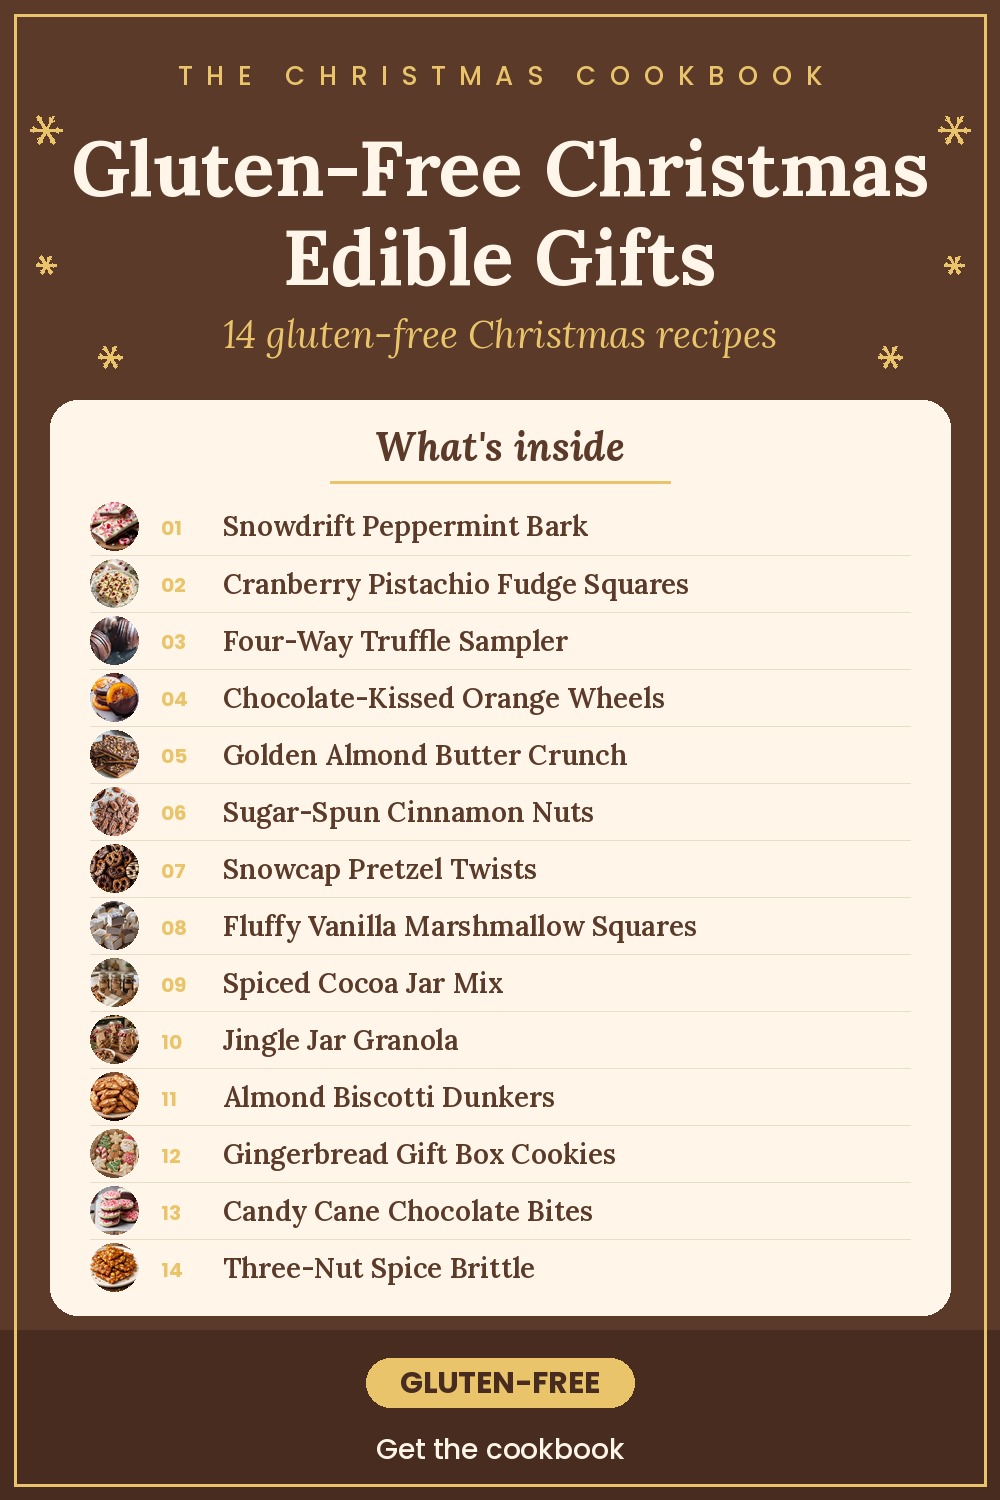 THE CHRISTMAS COOKBOOK
Gluten-Free Christmas
Edible Gifts
14 gluten-free Christmas recipes
What's inside
01 Snowdrift Peppermint Bark
02 Cranberry Pistachio Fudge Squares
03 Four-Way Truffle Sampler
04 Chocolate-Kissed Orange Wheels
05 Golden Almond Butter Crunch
06 Sugar-Spun Cinnamon Nuts
07 Snowcap Pretzel Twists
08 Fluffy Vanilla Marshmallow Squares
09 Spiced Cocoa Jar Mix
10 Jingle Jar Granola
11 Almond Biscotti Dunkers
12 Gingerbread Gift Box Cookies
13 Candy Cane Chocolate Bites
14 Three-Nut Spice Brittle
GLUTEN-FREE
Get the cookbook